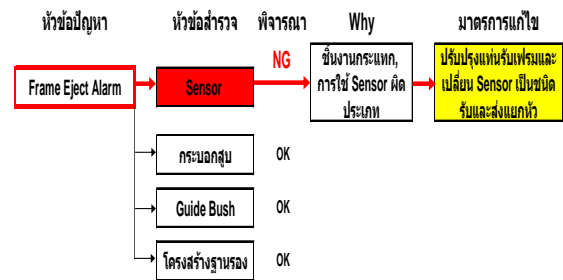 หัวข้อปัญหา หัวข้อสำรวจ พิจารณา Why มาตรการแก้ไข
Frame Eject Alarm
Sensor
NG
ชิ้นงานกระแทก,
การใช้ Sensor ผิด
ประเภท
ปรับปรุงแท่นรับเฟรมและ
เปลี่ยน Sensor เป็นชนิด
รับและส่งแยกหัว
กระบอกสูบ OK
Guide Bush OK
โครงสร้างฐานรอง OK